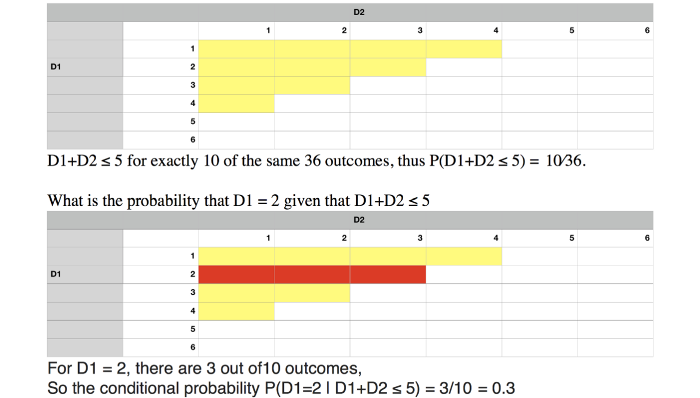 D2
1 2 3 4 5 6
1
D1 2
3
4
5
6
D1+D2 ≤ 5 for exactly 10 of the same 36 outcomes, thus P(D1+D2 ≤ 5) = 10⁄36.
What is the probability that D1 = 2 given that D1+D2 ≤ 5
D2
1 2 3 4 5 6
1
D1 2
3
4
5
6
For D1 = 2, there are 3 out of10 outcomes,
So the conditional probability P(D1=2 I D1+D2 ≤ 5) = 3/10 = 0.3